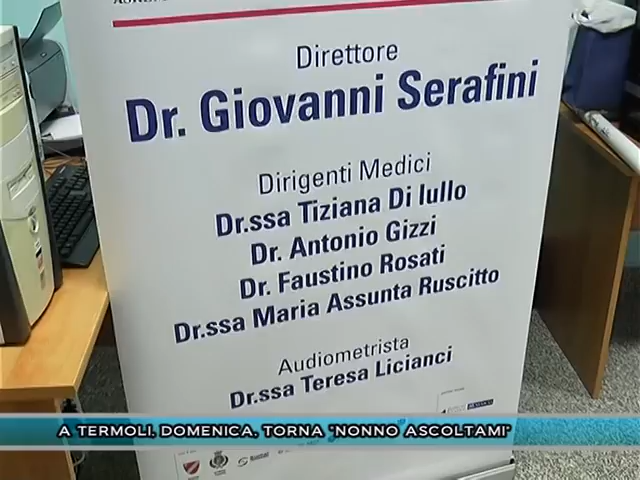 Direttore
Dr. Giovanni Serafini
Dirigenti Medici
Dr.ssa Tiziana Di Iullo
Dr. Antonio Gizzi
Dr. Faustino Rosati
Dr.ssa Maria Assunta Ruscitto
Audiometrista
Dr.ssa Teresa Licianci
A TERMOLI, DOMENICA, TORNA "NONNO ASCOLTAMI"